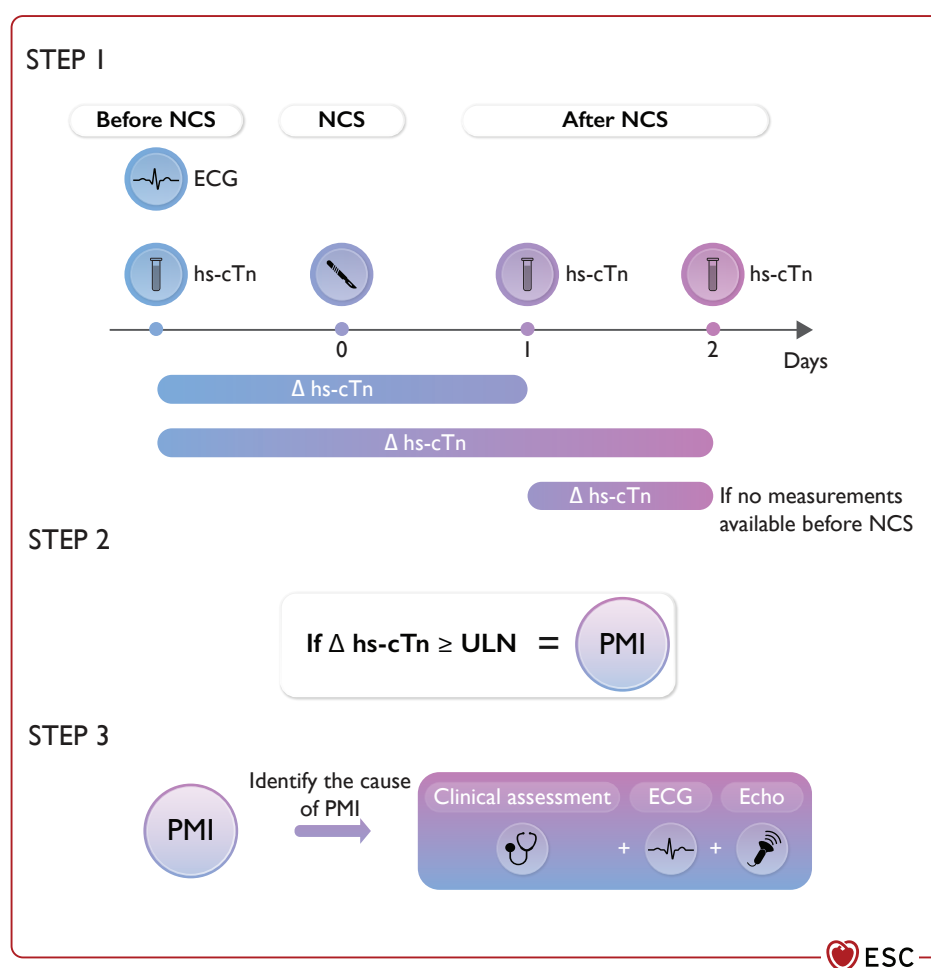 STEP 1
Before NCS
NCS
After NCS
ECG
hs-cTn
hs-cTn
hs-cTn
0
1
2
Days
Δ hs-cTn
Δ hs-cTn
Δ hs-cTn
If no measurements
available before NCS
STEP 2
If Δ hs-cTn ≥ ULN = PMI
STEP 3
PMI
Identify the cause
of PMI
Clinical assessment
ECG
Echo
+
+
ESC